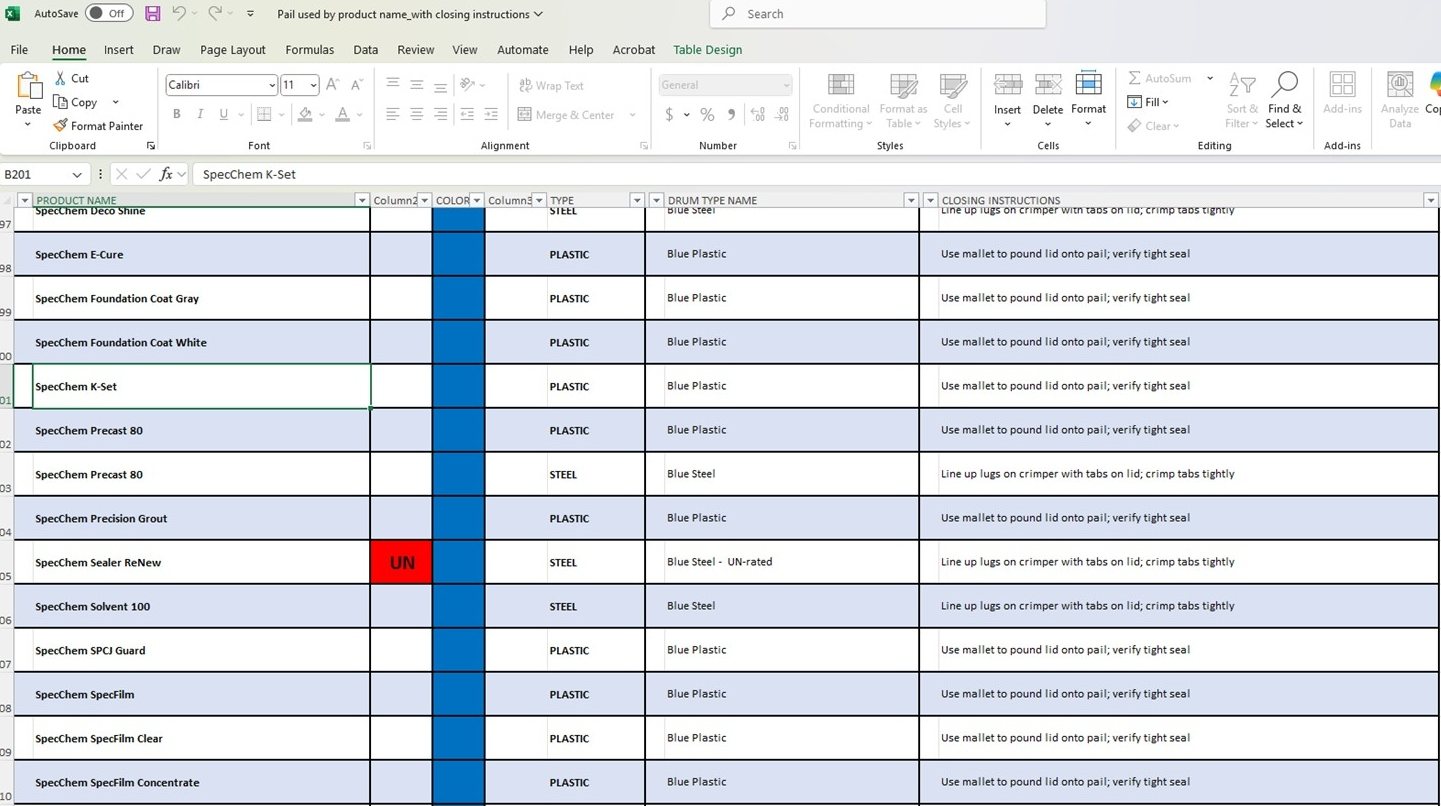 AutoSave Off Pail used by product name_with closing instructions Search
File Home Insert Draw Page Layout Formulas Data Review View Automate Help Acrobat Table Design
Paste Cut Copy Format Painter Clipboard
Calibri 11 A A B I U A Font
ab Wrap Text Merge & Center Alignment
General $ % Number
Conditional Formatting Format as Table Cell Styles Styles
Insert Delete Format Cells
AutoSum Fill Clear Sort & Filter Find & Select Editing
Add-ins Add-ins
Analyze Data Cop
B201 fx SpecChem K-Set
PRODUCT NAME Column2 COLOR Column3 TYPE DRUM TYPE NAME CLOSING INSTRUCTIONS
97 SpecChem Deco Shine STEEL Blue Steel Line up lugs on crimper with tabs on lid; crimp tabs tightly
98 SpecChem E-Cure PLASTIC Blue Plastic Use mallet to pound lid onto pail; verify tight seal
99 SpecChem Foundation Coat Gray PLASTIC Blue Plastic Use mallet to pound lid onto pail; verify tight seal
00 SpecChem Foundation Coat White PLASTIC Blue Plastic Use mallet to pound lid onto pail; verify tight seal
01 SpecChem K-Set PLASTIC Blue Plastic Use mallet to pound lid onto pail; verify tight seal
02 SpecChem Precast 80 PLASTIC Blue Plastic Use mallet to pound lid onto pail; verify tight seal
03 SpecChem Precast 80 STEEL Blue Steel Line up lugs on crimper with tabs on lid; crimp tabs tightly
04 SpecChem Precision Grout PLASTIC Blue Plastic Use mallet to pound lid onto pail; verify tight seal
05 SpecChem Sealer ReNew UN STEEL Blue Steel - UN-rated Line up lugs on crimper with tabs on lid; crimp tabs tightly
06 SpecChem Solvent 100 STEEL Blue Steel Line up lugs on crimper with tabs on lid; crimp tabs tightly
07 SpecChem SPCJ Guard PLASTIC Blue Plastic Use mallet to pound lid onto pail; verify tight seal
08 SpecChem SpecFilm PLASTIC Blue Plastic Use mallet to pound lid onto pail; verify tight seal
09 SpecChem SpecFilm Clear PLASTIC Blue Plastic Use mallet to pound lid onto pail; verify tight seal
10 SpecChem SpecFilm Concentrate PLASTIC Blue Plastic Use mallet to pound lid onto pail; verify tight seal